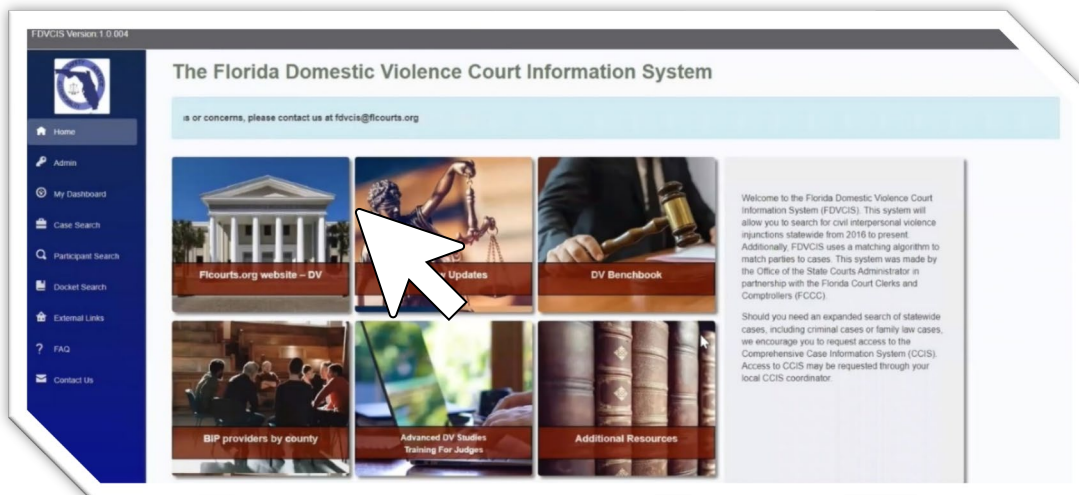 FDVCIS Version:1.0.004
The Florida Domestic Violence Court Information System
or concerns, please contact us at fdvcis@flcourts.org
Home
Admin
My Dashboard
Case Search
Participant Search
Docket Search
External Links
FAQ
Contact Us
Flcourts.org website – DV
Updates
DV Benchbook
BIP providers by county
Advanced DV Studies
Training For Judges
Additional Resources
Welcome to the Florida Domestic Violence Court
Information System (FDVCIS). This system will
allow you to search for civil interpersonal violence
injunctions statewide from 2016 to present.
Additionally, FDVCIS uses a matching algorithm to
match parties to cases. This system was made by
the Office of the State Courts Administrator in
partnership with the Florida Court Clerks and
Comptrollers (FCCC).
Should you need an expanded search of statewide
cases, including criminal cases or family law cases,
we encourage you to request access to the
Comprehensive Case Information System (CCIS).
Access to CCIS may be requested through your
local CCIS coordinator.